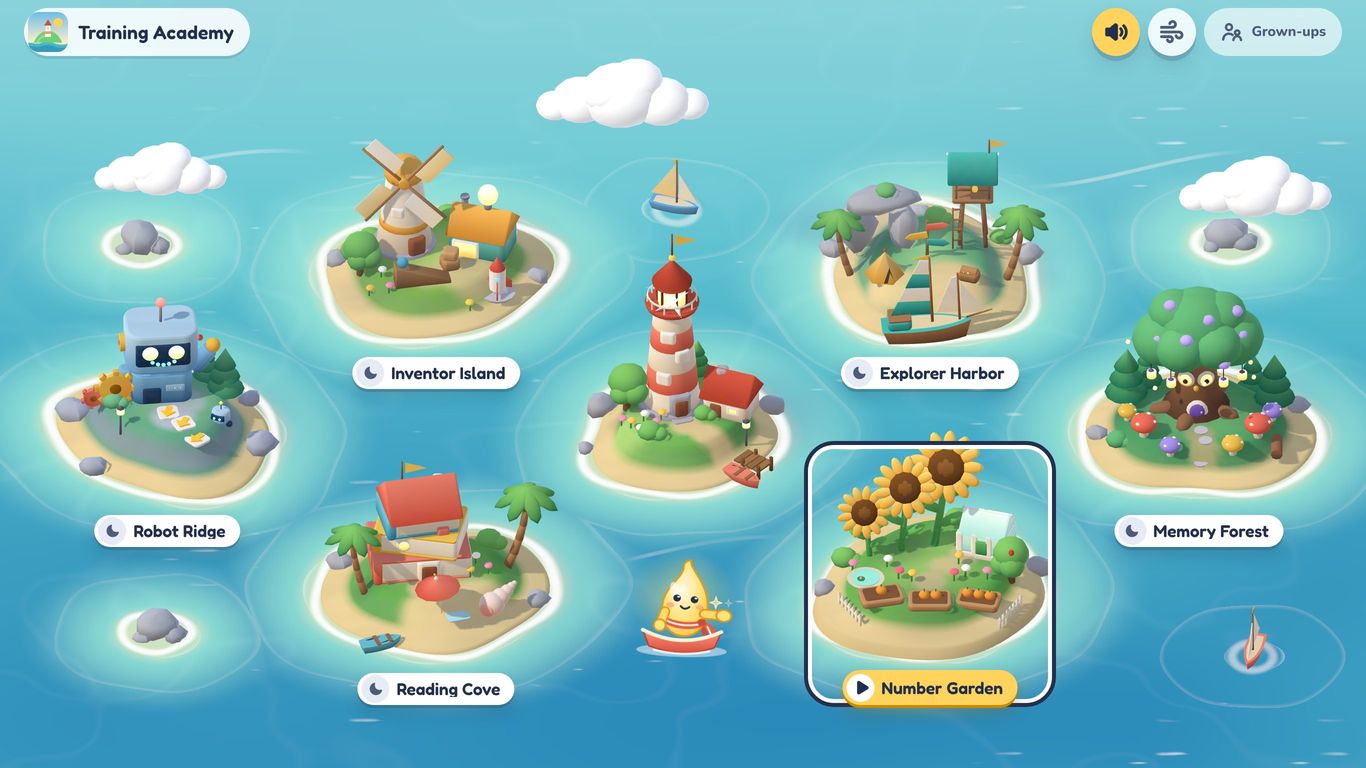 Training Academy
Grown-ups
Inventor Island
Explorer Harbor
Robot Ridge
Memory Forest
Reading Cove
Number Garden